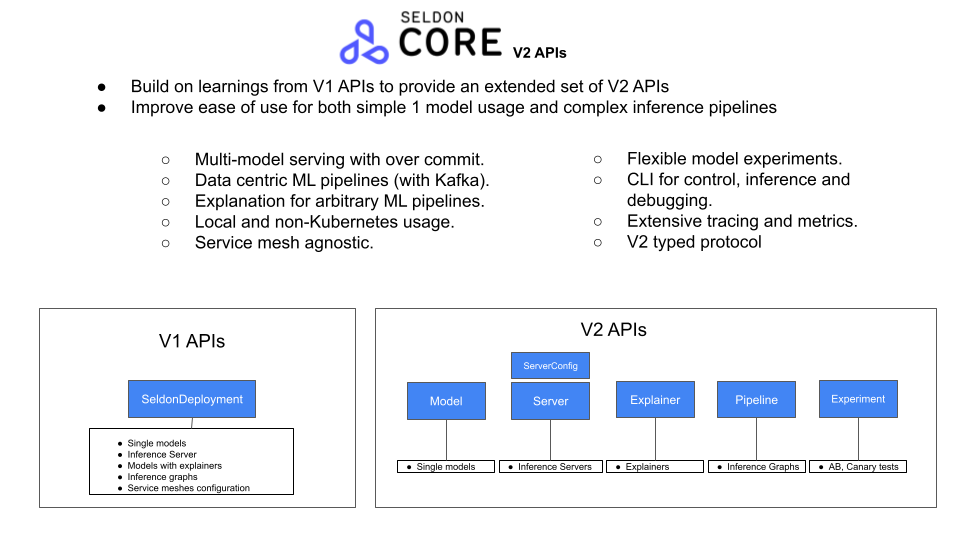 SELDON
CORE V2 APIs
● Build on learnings from V1 APIs to provide an extended set of V2 APIs
● Improve ease of use for both simple 1 model usage and complex inference pipelines
○ Multi-model serving with over commit.
○ Data centric ML pipelines (with Kafka).
○ Explanation for arbitrary ML pipelines.
○ Local and non-Kubernetes usage.
○ Service mesh agnostic.
○ Flexible model experiments.
○ CLI for control, inference and
debugging.
○ Extensive tracing and metrics.
○ V2 typed protocol
V1 APIs
SeldonDeployment
● Single models
● Inference Server
● Models with explainers
● Inference graphs
● Service meshes configuration
V2 APIs
ServerConfig
Model
Server
Explainer
Pipeline
Experiment
● Single models
● Inference Servers
● Explainers
● Inference Graphs
● AB, Canary tests